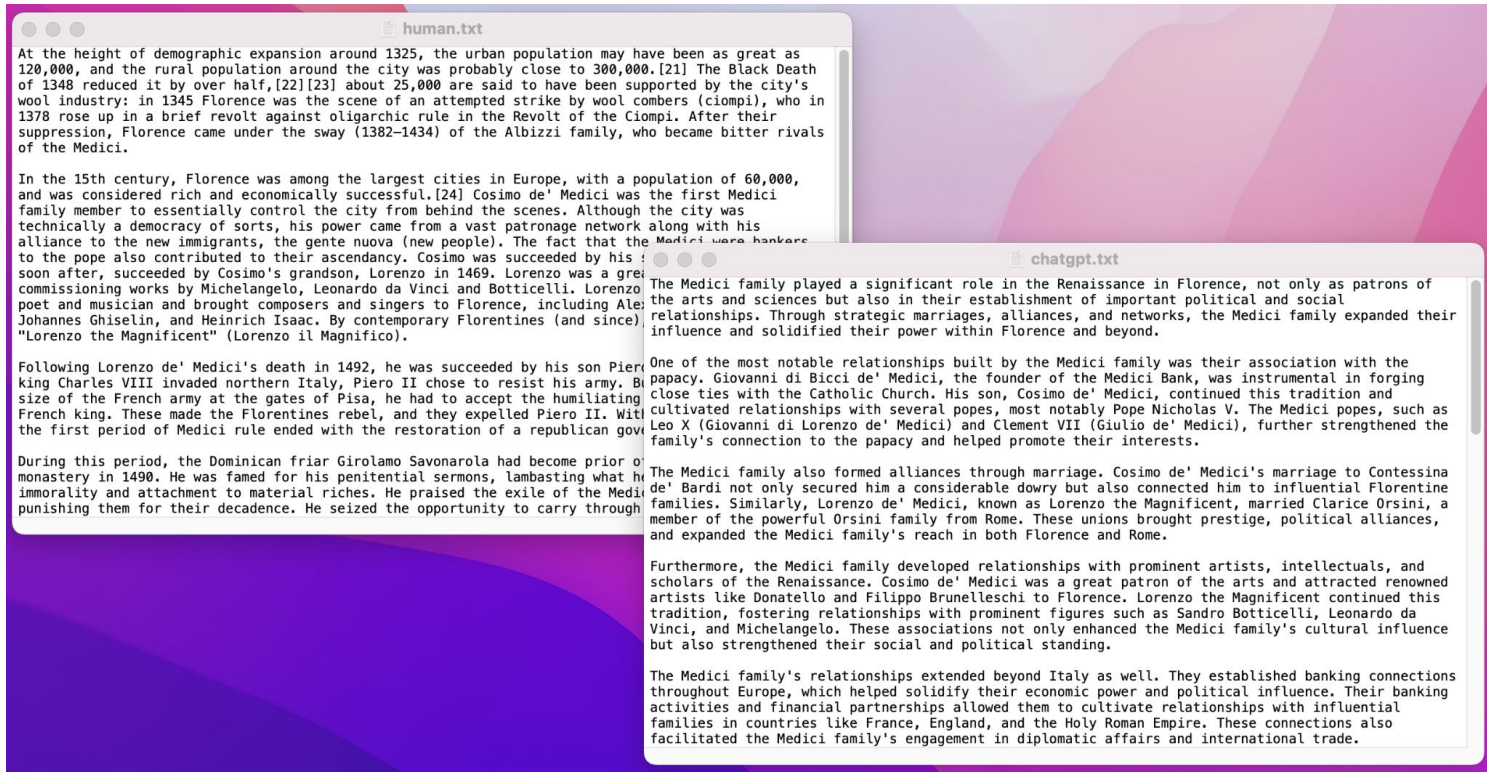 human.txt
At the height of demographic expansion around 1325, the urban population may have been as great as
120,000, and the rural population around the city was probably close to 300,000.[21] The Black Death
of 1348 reduced it by over half,[22][23] about 25,000 are said to have been supported by the city's
wool industry: in 1345 Florence was the scene of an attempted strike by wool combers (ciompi), who in
1378 rose up in a brief revolt against oligarchic rule in the Revolt of the Ciompi. After their
suppression, Florence came under the sway (1382–1434) of the Albizzi family, who became bitter rivals
of the Medici.
In the 15th century, Florence was among the largest cities in Europe, with a population of 60,000,
and was considered rich and economically successful.[24] Cosimo de' Medici was the first Medici
family member to essentially control the city from behind the scenes. Although the city was
technically a democracy of sorts, his power came from a vast patronage network along with his
alliance to the new immigrants, the gente nuova (new people). The fact that the Medici were bankers
to the pope also contributed to their ascendancy. Cosimo was succeeded by his
soon after, succeeded by Cosimo's grandson, Lorenzo in 1469. Lorenzo was a
commissioning works by Michelangelo, Leonardo da Vinci and Botticelli. Lorenzo
poet and musician and brought composers and singers to Florence, including
Johannes Ghiselin, and Heinrich Isaac. By contemporary Florentines (and since)
"Lorenzo the Magnificent" (Lorenzo il Magnifico).
Following Lorenzo de' Medici's death in 1492, he was succeeded by his son
king Charles VIII invaded northern Italy, Piero II chose to resist his army.
size of the French army at the gates of Pisa, he had to accept the humiliating
French king. These made the Florentines rebel, and they expelled Piero II.
the first period of Medici rule ended with the restoration of a republican
During this period, the Dominican friar Girolamo Savonarola had become prior
monastery in 1490. He was famed for his penitential sermons, lambasting what
immorality and attachment to material riches. He praised the exile of the
punishing them for their decadence. He seized the opportunity to carry through
chatgpt.txt
The Medici family played a significant role in the Renaissance in Florence, not only as patrons of
the arts and sciences but also in their establishment of important political and social
relationships. Through strategic marriages, alliances, and networks, the Medici family expanded their
influence and solidified their power within Florence and beyond.
One of the most notable relationships built by the Medici family was their association with the
papacy. Giovanni di Bicci de' Medici, the founder of the Medici Bank, was instrumental in forging
close ties with the Catholic Church. His son, Cosimo de' Medici, continued this tradition and
cultivated relationships with several popes, most notably Pope Nicholas V. The Medici popes, such as
Leo X (Giovanni di Lorenzo de' Medici) and Clement VII (Giulio de' Medici), further strengthened the
family's connection to the papacy and helped promote their interests.
The Medici family also formed alliances through marriage. Cosimo de' Medici's marriage to Contessina
de' Bardi not only secured him a considerable dowry but also connected him to influential Florentine
families. Similarly, Lorenzo de' Medici, known as Lorenzo the Magnificent, married Clarice Orsini, a
member of the powerful Orsini family from Rome. These unions brought prestige, political alliances,
and expanded the Medici family's reach in both Florence and Rome.
Furthermore, the Medici family developed relationships with prominent artists, intellectuals, and
scholars of the Renaissance. Cosimo de' Medici was a great patron of the arts and attracted renowned
artists like Donatello and Filippo Brunelleschi to Florence. Lorenzo the Magnificent continued this
tradition, fostering relationships with prominent figures such as Sandro Botticelli, Leonardo da
Vinci, and Michelangelo. These associations not only enhanced the Medici family's cultural influence
but also strengthened their social and political standing.
The Medici family's relationships extended beyond Italy as well. They established banking connections
throughout Europe, which helped solidify their economic power and political influence. Their banking
activities and financial partnerships allowed them to cultivate relationships with influential
families in countries like France, England, and the Holy Roman Empire. These connections also
facilitated the Medici family's engagement in diplomatic affairs and international trade.